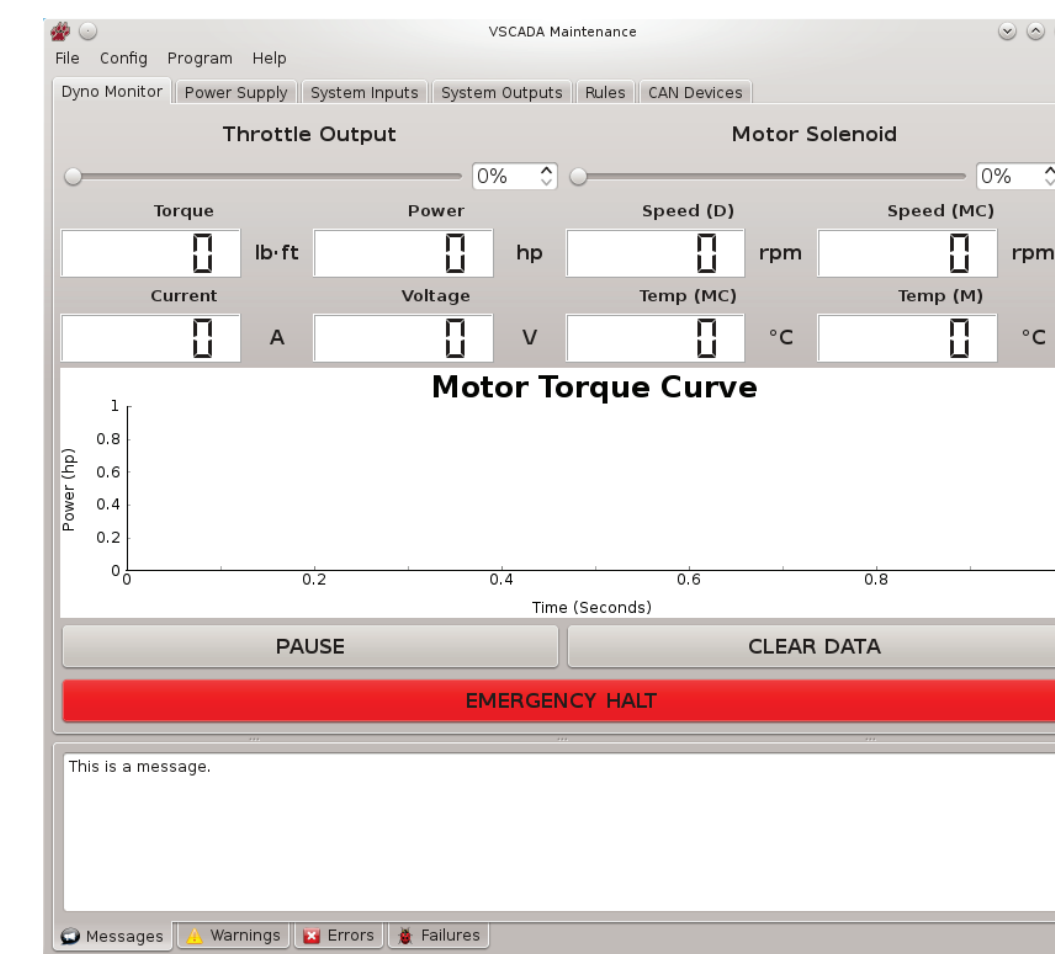 VSCADA Maintenance
File Config Program Help
Dyno Monitor Power Supply System Inputs System Outputs Rules CAN Devices
Throttle Output Motor Solenoid
0% 0%
Torque Power Speed (D) Speed (MC)
0 lb·ft 0 hp 0 rpm 0 rpm
Current Voltage Temp (MC) Temp (M)
0 A 0 V 0 °C 0 °C
Motor Torque Curve
1
0.8
0.6
0.4
0.2
0
Power (hp)
0 0.2 0.4 0.6 0.8
Time (Seconds)
PAUSE CLEAR DATA
EMERGENCY HALT
This is a message.
Messages Warnings Errors Failures